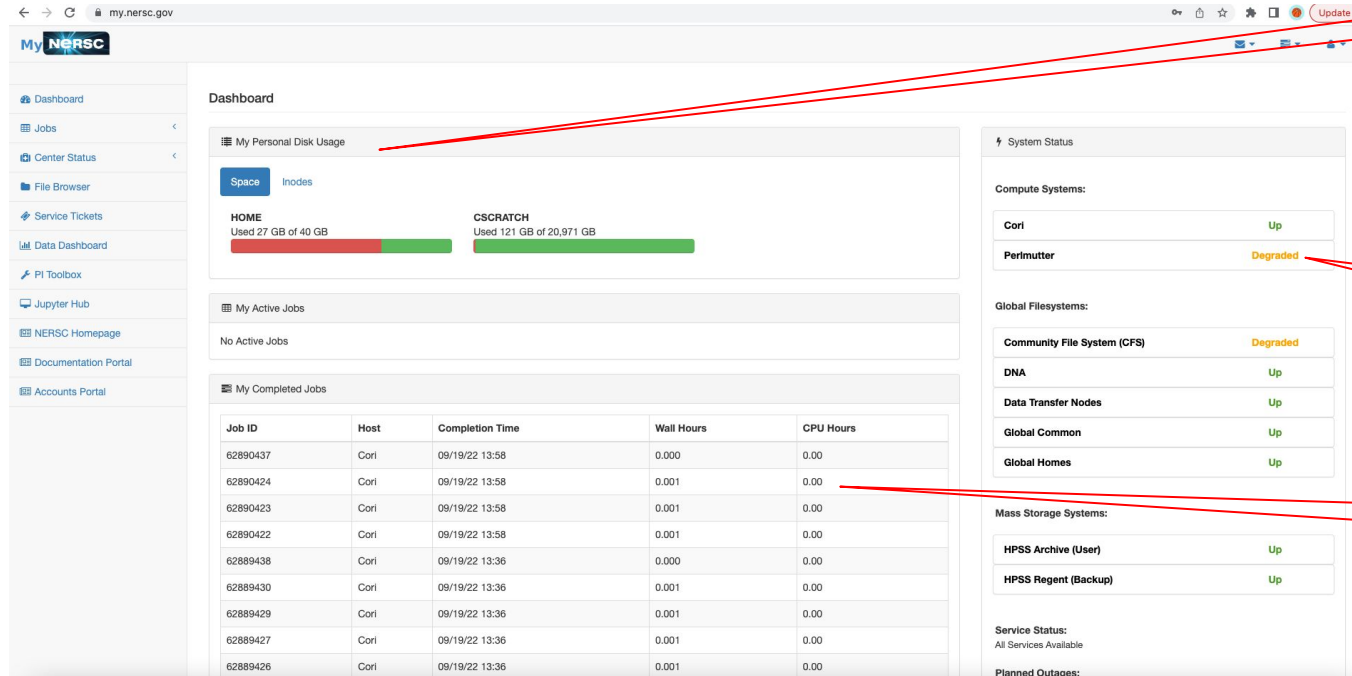 my.nersc.gov
Update
My NERSC
Dashboard
Jobs
Center Status
File Browser
Service Tickets
Data Dashboard
PI Toolbox
Jupyter Hub
NERSC Homepage
Documentation Portal
Accounts Portal
Dashboard
My Personal Disk Usage
Space Inodes
HOME CSCRATCH
Used 27 GB of 40 GB Used 121 GB of 20,971 GB
My Active Jobs
No Active Jobs
My Completed Jobs
Job ID Host Completion Time Wall Hours CPU Hours
62890437 Cori 09/19/22 13:58 0.000 0.00
62890424 Cori 09/19/22 13:58 0.001 0.00
62890423 Cori 09/19/22 13:58 0.001 0.00
62890422 Cori 09/19/22 13:58 0.001 0.00
62889438 Cori 09/19/22 13:36 0.000 0.00
62889430 Cori 09/19/22 13:36 0.001 0.00
62889429 Cori 09/19/22 13:36 0.001 0.00
62889427 Cori 09/19/22 13:36 0.001 0.00
62889426 Cori 09/19/22 13:36 0.001 0.00
System Status
Compute Systems:
Cori Up
Perlmutter Degraded
Global Filesystems:
Community File System (CFS) Degraded
DNA Up
Data Transfer Nodes Up
Global Common Up
Global Homes Up
Mass Storage Systems:
HPSS Archive (User) Up
HPSS Regent (Backup) Up
Service Status:
All Services Available
Planned Outages: